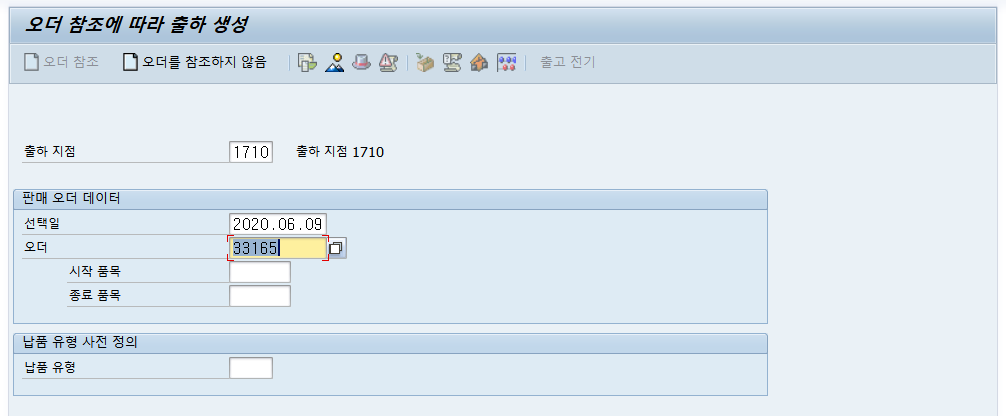 오더 참조에 따라 출하 생성
오더 참조 오더를 참조하지 않음 출고 전기
출하 지점 1710 출하 지점 1710
판매 오더 데이터
선택일 2020.06.09
오더 33165
시작 품목
종료 품목
납품 유형 사전 정의
납품 유형